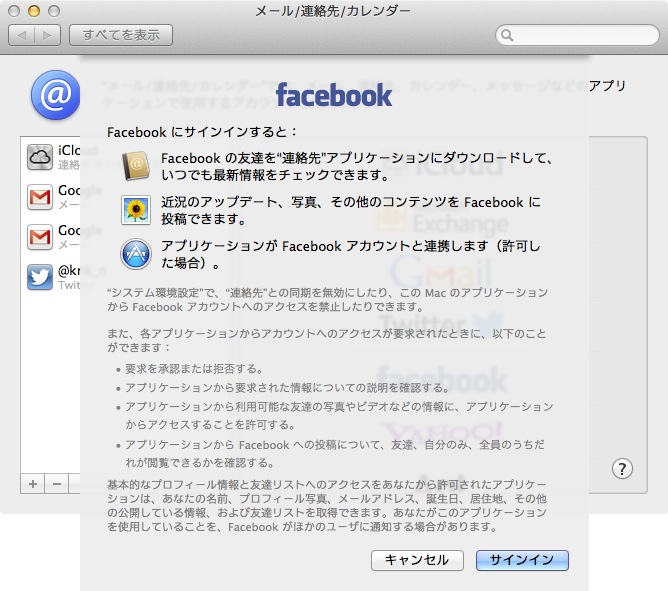 メール/連絡先/カレンダー
すべてを表示
"メール/連絡先/カレンダー"で、メール、連絡先、カレンダー、メッセージなどのアプリ
ケーションで使用するアカウ
facebook
Facebook にサインインすると：
Facebook の友達を“連絡先”アプリケーションにダウンロードして、
いつでも最新情報をチェックできます。
近況のアップデート、写真、その他のコンテンツを Facebook に
投稿できます。
アプリケーションが Facebook アカウントと連携します（許可し
た場合）。
“システム環境設定”で、“連絡先”との同期を無効にしたり、この Mac のアプリケーション
から Facebook アカウントへのアクセスを禁止したりできます。
また、各アプリケーションからアカウントへのアクセスが要求されたときに、以下のこと
ができます：
• 要求を承認または拒否する。
• アプリケーションから要求された情報についての説明を確認する。
• アプリケーションから利用可能な友達の写真やビデオなどの情報に、アプリケーション
からアクセスすることを許可する。
• アプリケーションから Facebook への投稿について、友達、自分のみ、全員のうちだ
れが閲覧できるかを確認する。
基本的なプロフィール情報と友達リストへのアクセスをあなたから許可されたアプリケー
ションは、あなたの名前、プロフィール写真、メールアドレス、誕生日、居住地、その他
の公開している情報、および友達リストを取得できます。あなたがこのアプリケーション
を使用していることを、Facebook がほかのユーザに通知する場合があります。
キャンセル
サインイン
iCloud
連絡
Google
メー
Google
メー
Twitter
iCloud
Exchange
Gmail
Twitter
facebook
YAHOO!
+
−
?